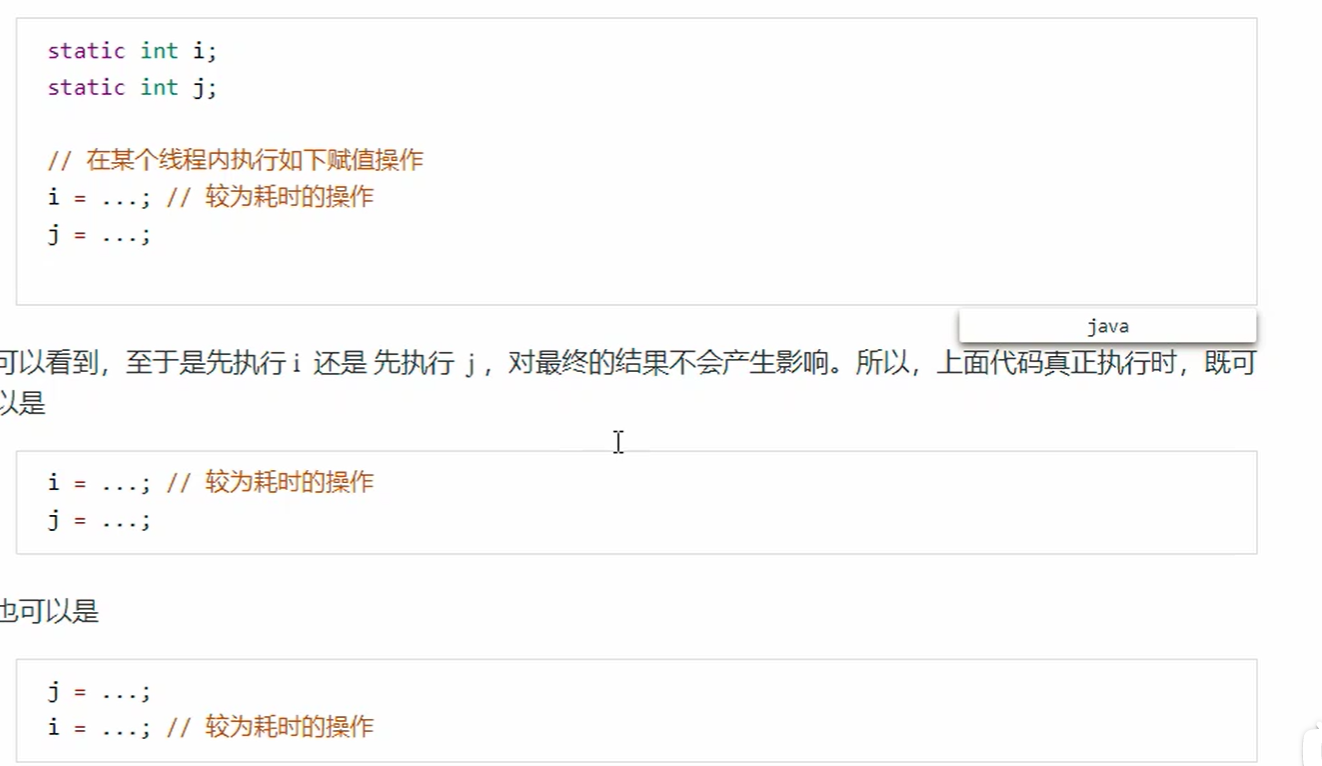 static int i;
static int j;
// 在某个线程内执行如下赋值操作
i = ...; // 较为耗时的操作
j = ...;
java
可以看到，至于是先执行 i 还是 先执行 j ，对最终的结果不会产生影响。所以，上面代码真正执行时，既可
以是
i = ...; // 较为耗时的操作
j = ...;
也可以是
j = ...;
i = ...; // 较为耗时的操作